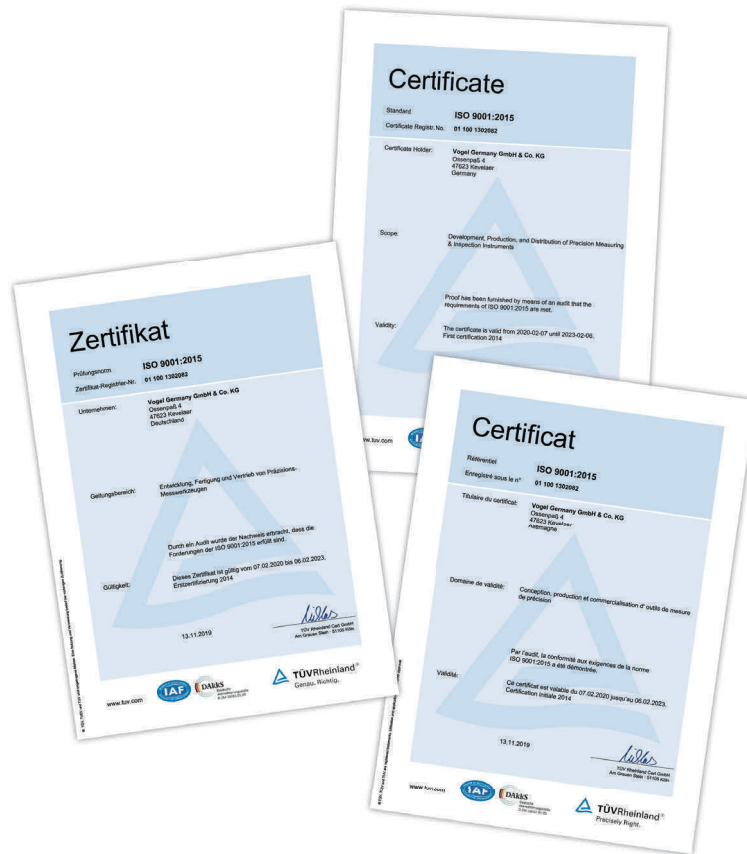 Certificate
Standard ISO 9001:2015
Certificate Registr. No. 01 100 1302082
Certificate Holder: Vogel Germany GmbH & Co. KG
Ossenpaß 4
47623 Kevelaer
Germany
Scope: Development, Production, and Distribution of Precision Measuring
& Inspection Instruments
Proof has been furnished by means of an audit that the
requirements of ISO 9001:2015 are met.
Validity: The certificate is valid from 2020-02-07 until 2023-02-06.
First certification 2014
www.tuv.com
Zertifikat
Prüfungsnorm ISO 9001:2015
Zertifikat-Registrier-Nr. 01 100 1302082
Unternehmen: Vogel Germany GmbH & Co. KG
Ossenpaß 4
47623 Kevelaer
Deutschland
Geltungsbereich: Entwicklung, Fertigung und Vertrieb von Präzisions-
Messwerkzeugen
Durch ein Audit wurde der Nachweis erbracht, dass die
Forderungen der ISO 9001:2015 erfüllt sind.
Gültigkeit: Dieses Zertifikat ist gültig vom 07.02.2020 bis 06.02.2023.
Erstzertifizierung 2014
13.11.2019
TÜV Rheinland Cert GmbH
Am Grauen Stein · 51105 Köln
www.tuv.com
IAF
DAkkS
Deutsche
Akkreditierungsstelle
TÜVRheinland®
Genau. Richtig.
Certificat
Référentiel ISO 9001:2015
Enregistré sous le n° 01 100 1302082
Titulaire du certificat: Vogel Germany GmbH & Co. KG
Ossenpaß 4
47623 Kevelaer
Allemagne
Domaine de validité: Conception, production et commercialisation d' outils de mesure
de précision
Par l'audit, la conformité aux éxigences de la norme
ISO 9001:2015 a été démontrée.
Validité: Ce certificat est valable du 07.02.2020 jusqu'au 06.02.2023.
Certification initiale 2014
13.11.2019
TÜV Rheinland Cert GmbH
Am Grauen Stein · 51105 Köln
www.tuv.com
IAF
DAkkS
Deutsche
Akkreditierungsstelle
TÜVRheinland®
Precisely Right.